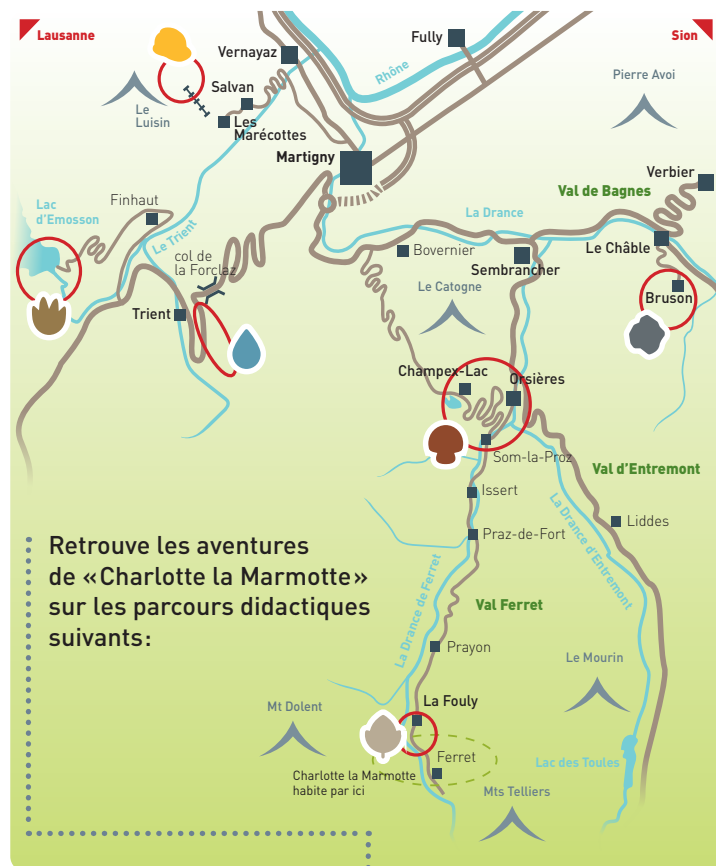 Lausanne
Sion
Fully
Vernayaz
Rhône
Pierre Avoi
Salvan
Le
Luisin
Les
Marécottes
Martigny
Verbier
Val de Bagnes
Finhaut
Lac
d'Emosson
La Drance
Le Trient
Le Châble
Bovernier
col de
la Forclaz
Sembrancher
Le Catogne
Bruson
Trient
Champex-Lac
Orsières
Som-la-Proz
Val d'Entremont
Issert
Liddes
Praz-de-Fort
La Drance d'Entremont
Retrouve les aventures
de «Charlotte la Marmotte»
sur les parcours didactiques
suivants:
La Drance de Ferret
Val Ferret
Prayon
Le Mourin
Mt Dolent
La Fouly
Ferret
Lac des Toules
Charlotte la Marmotte
habite par ici
Mts Telliers